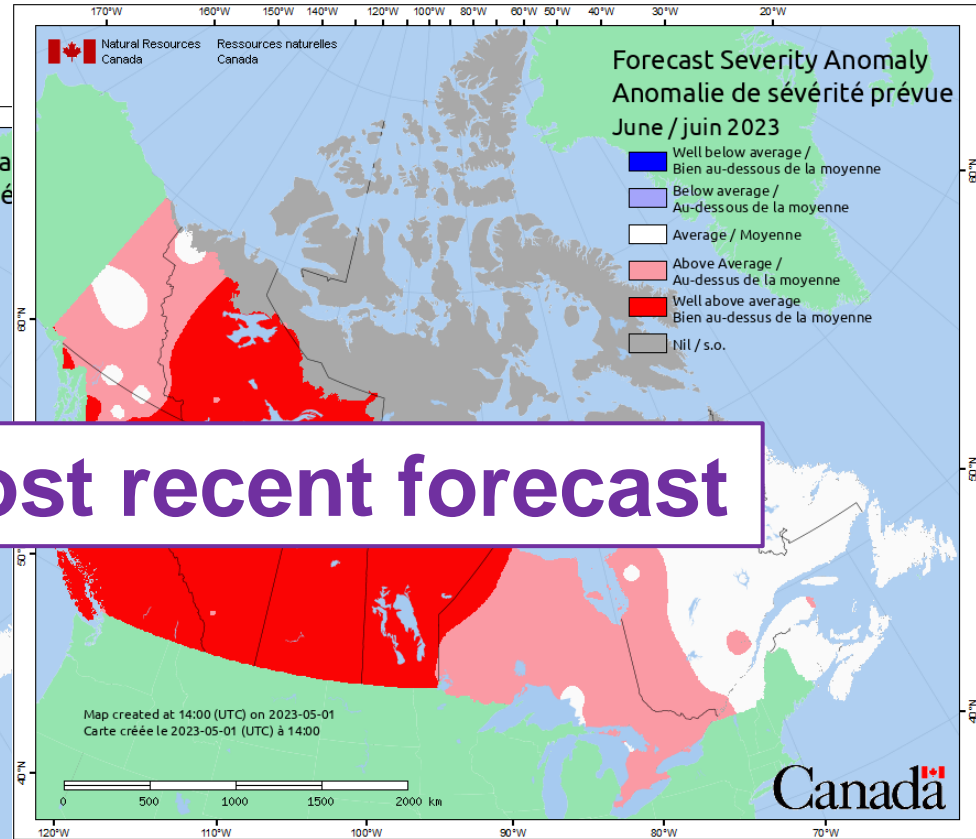 170°W 160°W 150°W 140°W 120°W 100°W 80°W 60°W 50°W 40°W 30°W 20°W
Natural Resources Ressources naturelles
Canada Canada
Forecast Severity Anomaly
Anomalie de sévérité prévue
June / juin 2023
Well below average /
Bien au-dessous de la moyenne
Below average /
Au-dessous de la moyenne
Average / Moyenne
Above Average /
Au-dessus de la moyenne
Well above average
Bien au-dessus de la moyenne
Nil / s.o.
60°N
60°N
ost recent forecast
50°N
50°N
Map created at 14:00 (UTC) on 2023-05-01
Carte créée le 2023-05-01 (UTC) à 14:00
40°N
40°N
0 500 1000 1500 2000 km
Canada
120°W 110°W 100°W 90°W 80°W 70°W